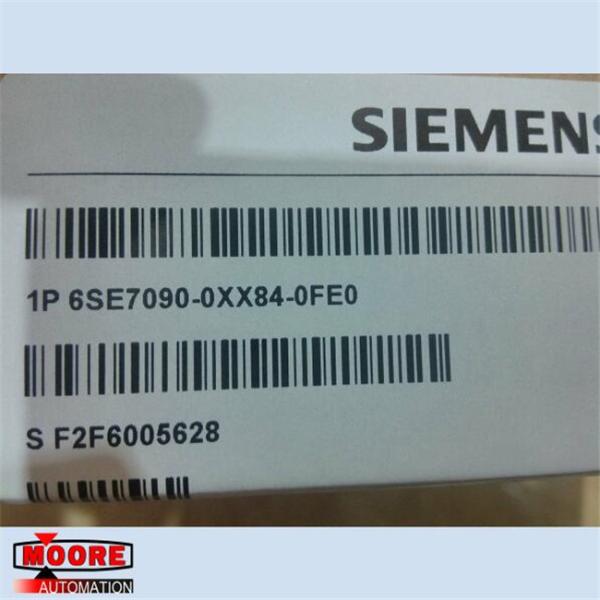 SIEMENS
1P 6SE7090-0XX84-0FE0
S F2F6005628
MOORE
AUTOMATION